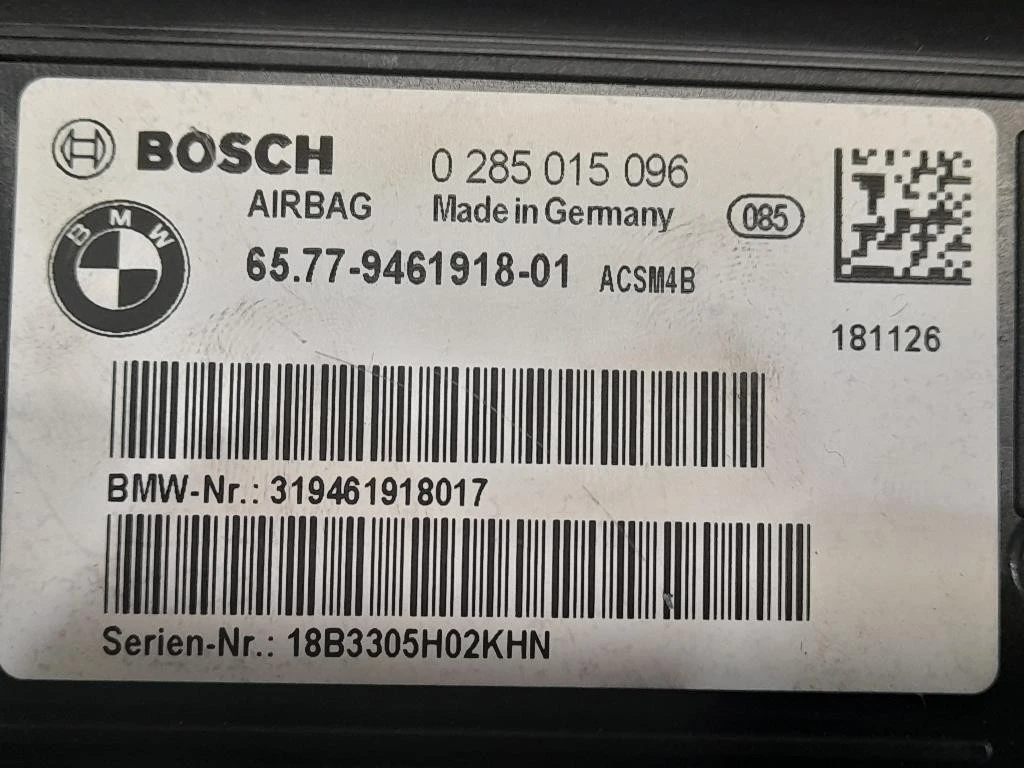 BOSCH 0 285 015 096
AIRBAG Made in Germany 085
BMW
65.77-9461918-01 ACSM4B
181126
BMW-Nr.: 319461918017
Serien-Nr.: 18B3305H02KHN